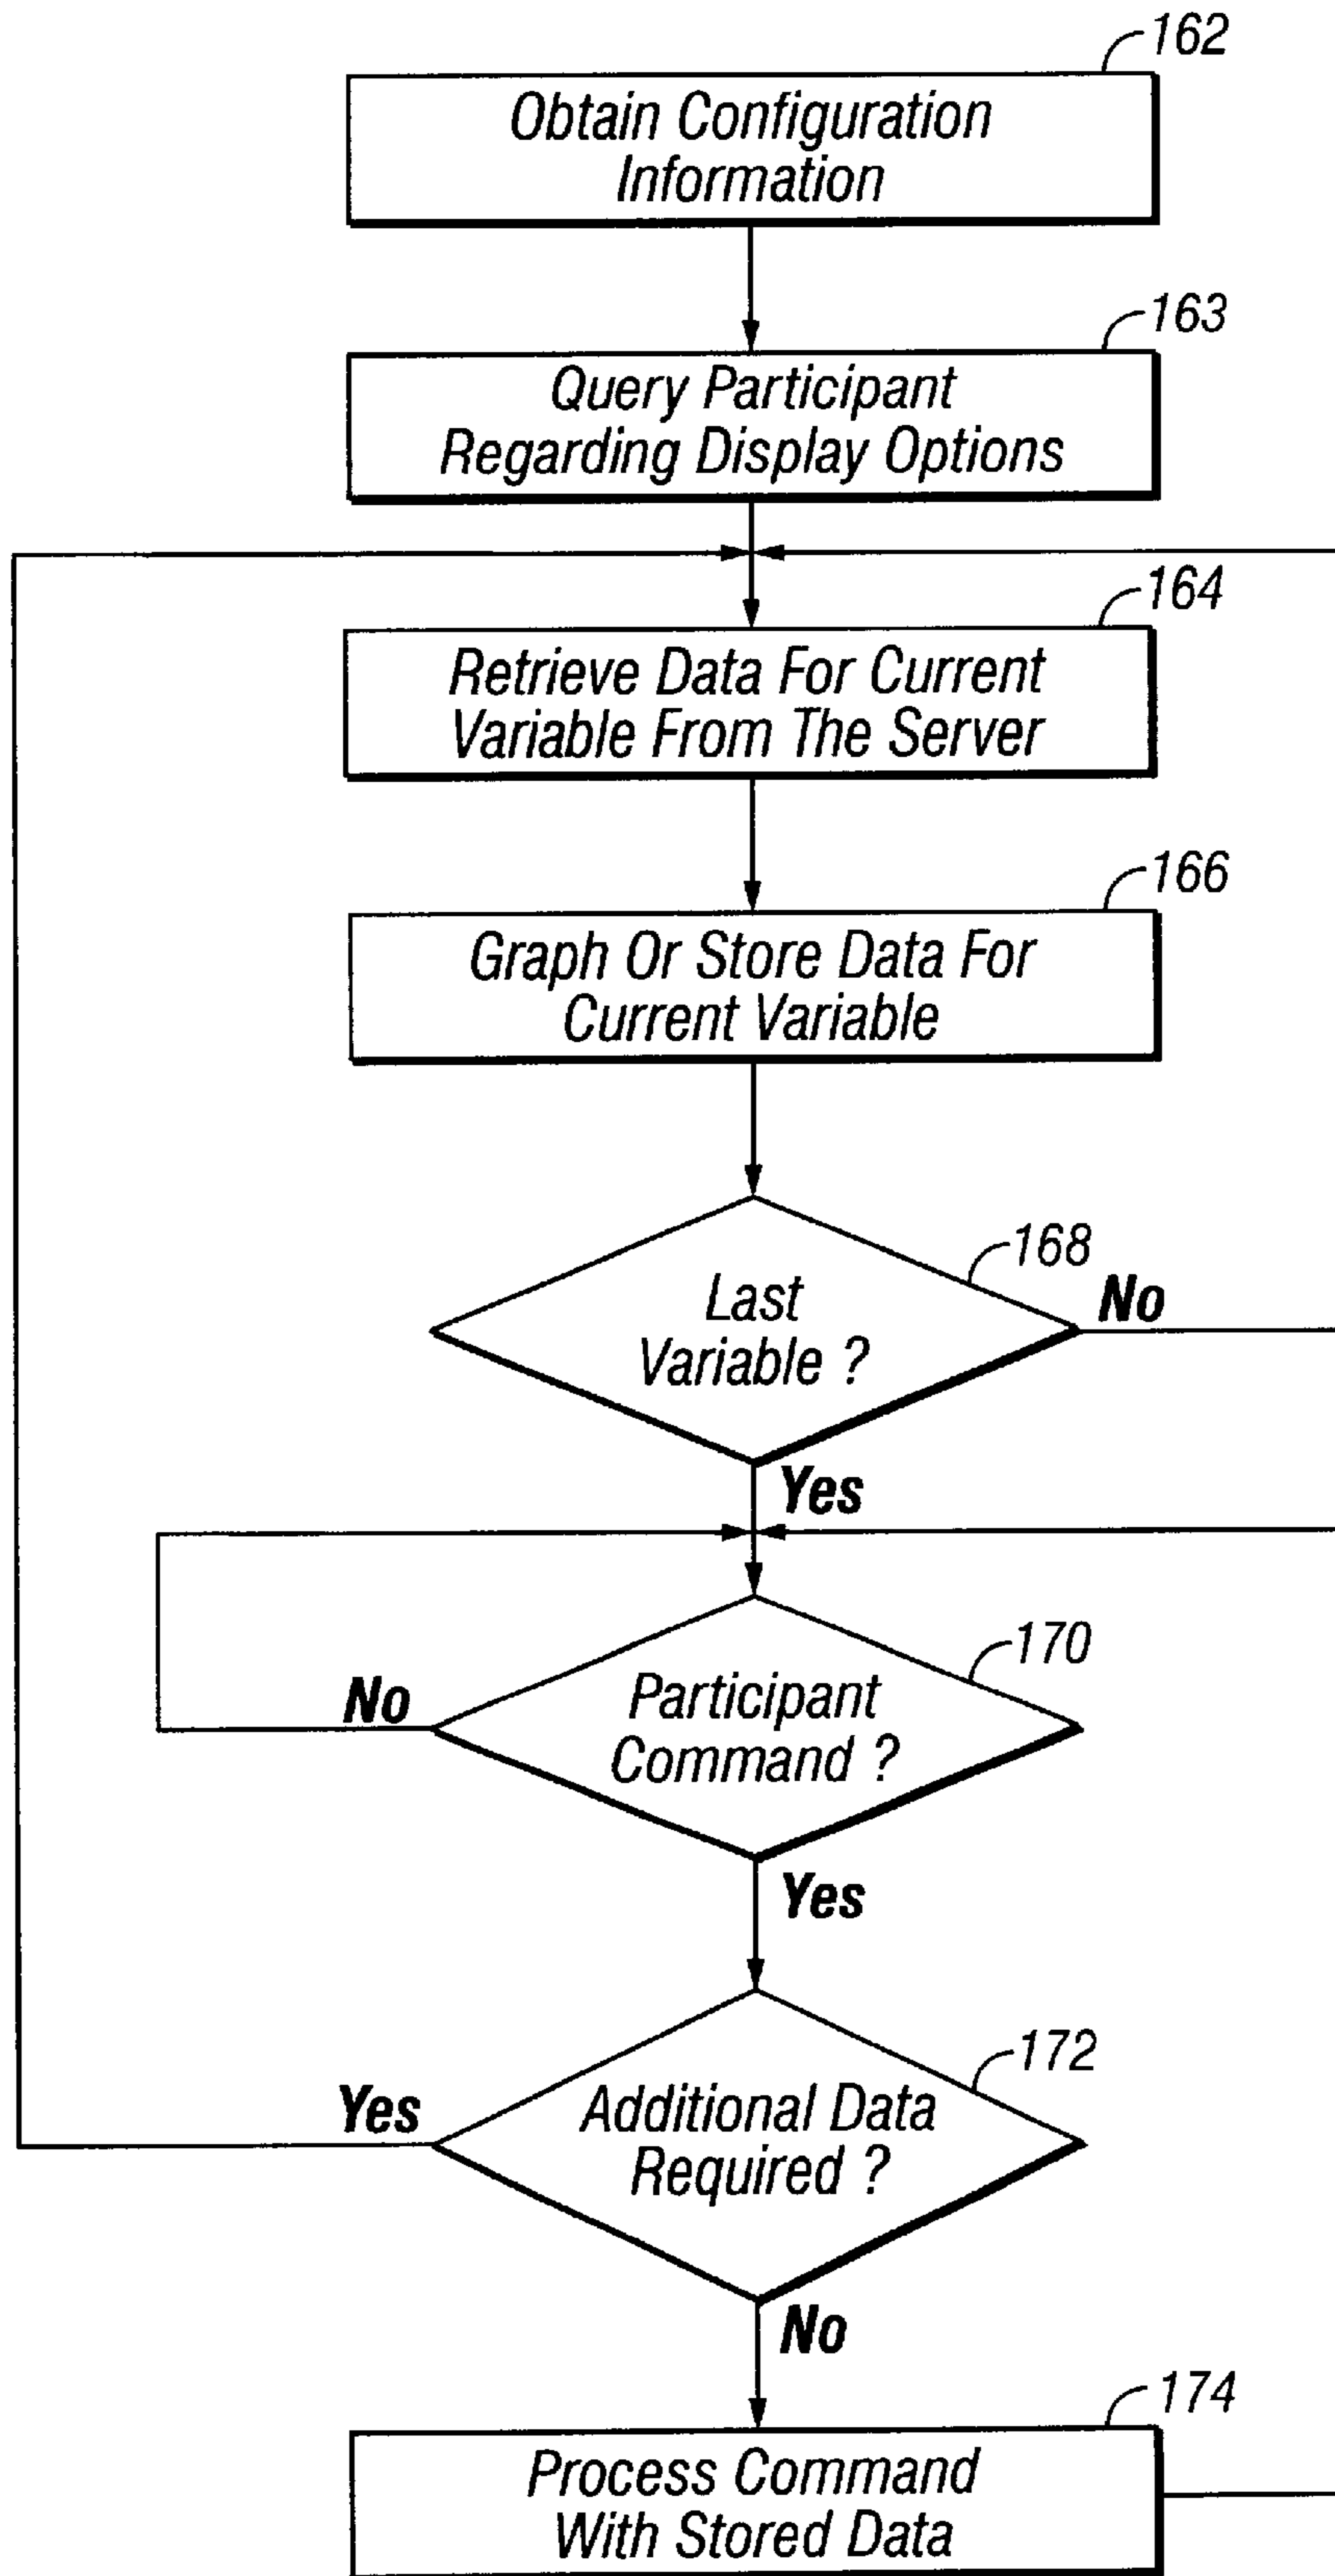 162
Obtain Configuration
Information
163
Query Participant
Regarding Display Options
164
Retrieve Data For Current
Variable From The Server
166
Graph Or Store Data For
Current Variable
168
Last
Variable ?
No
Yes
170
Participant
Command ?
No
Yes
172
Additional Data
Required ?
Yes
No
174
Process Command
With Stored Data